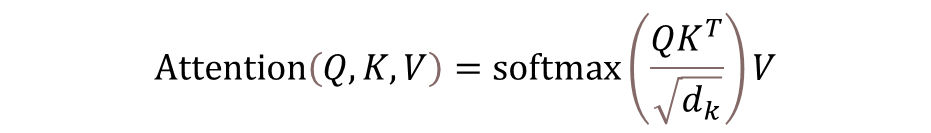 Attention(Q, K, V) = softmax(QK^T / √d_k)V